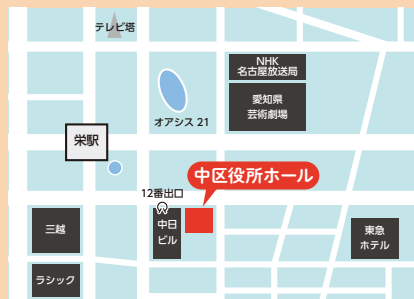 テレビ塔
NHK
名古屋放送局
愛知県
芸術劇場
オアシス 21
栄駅
中区役所ホール
12番出口
中日
ビル
三越
東急
ホテル
ラシック